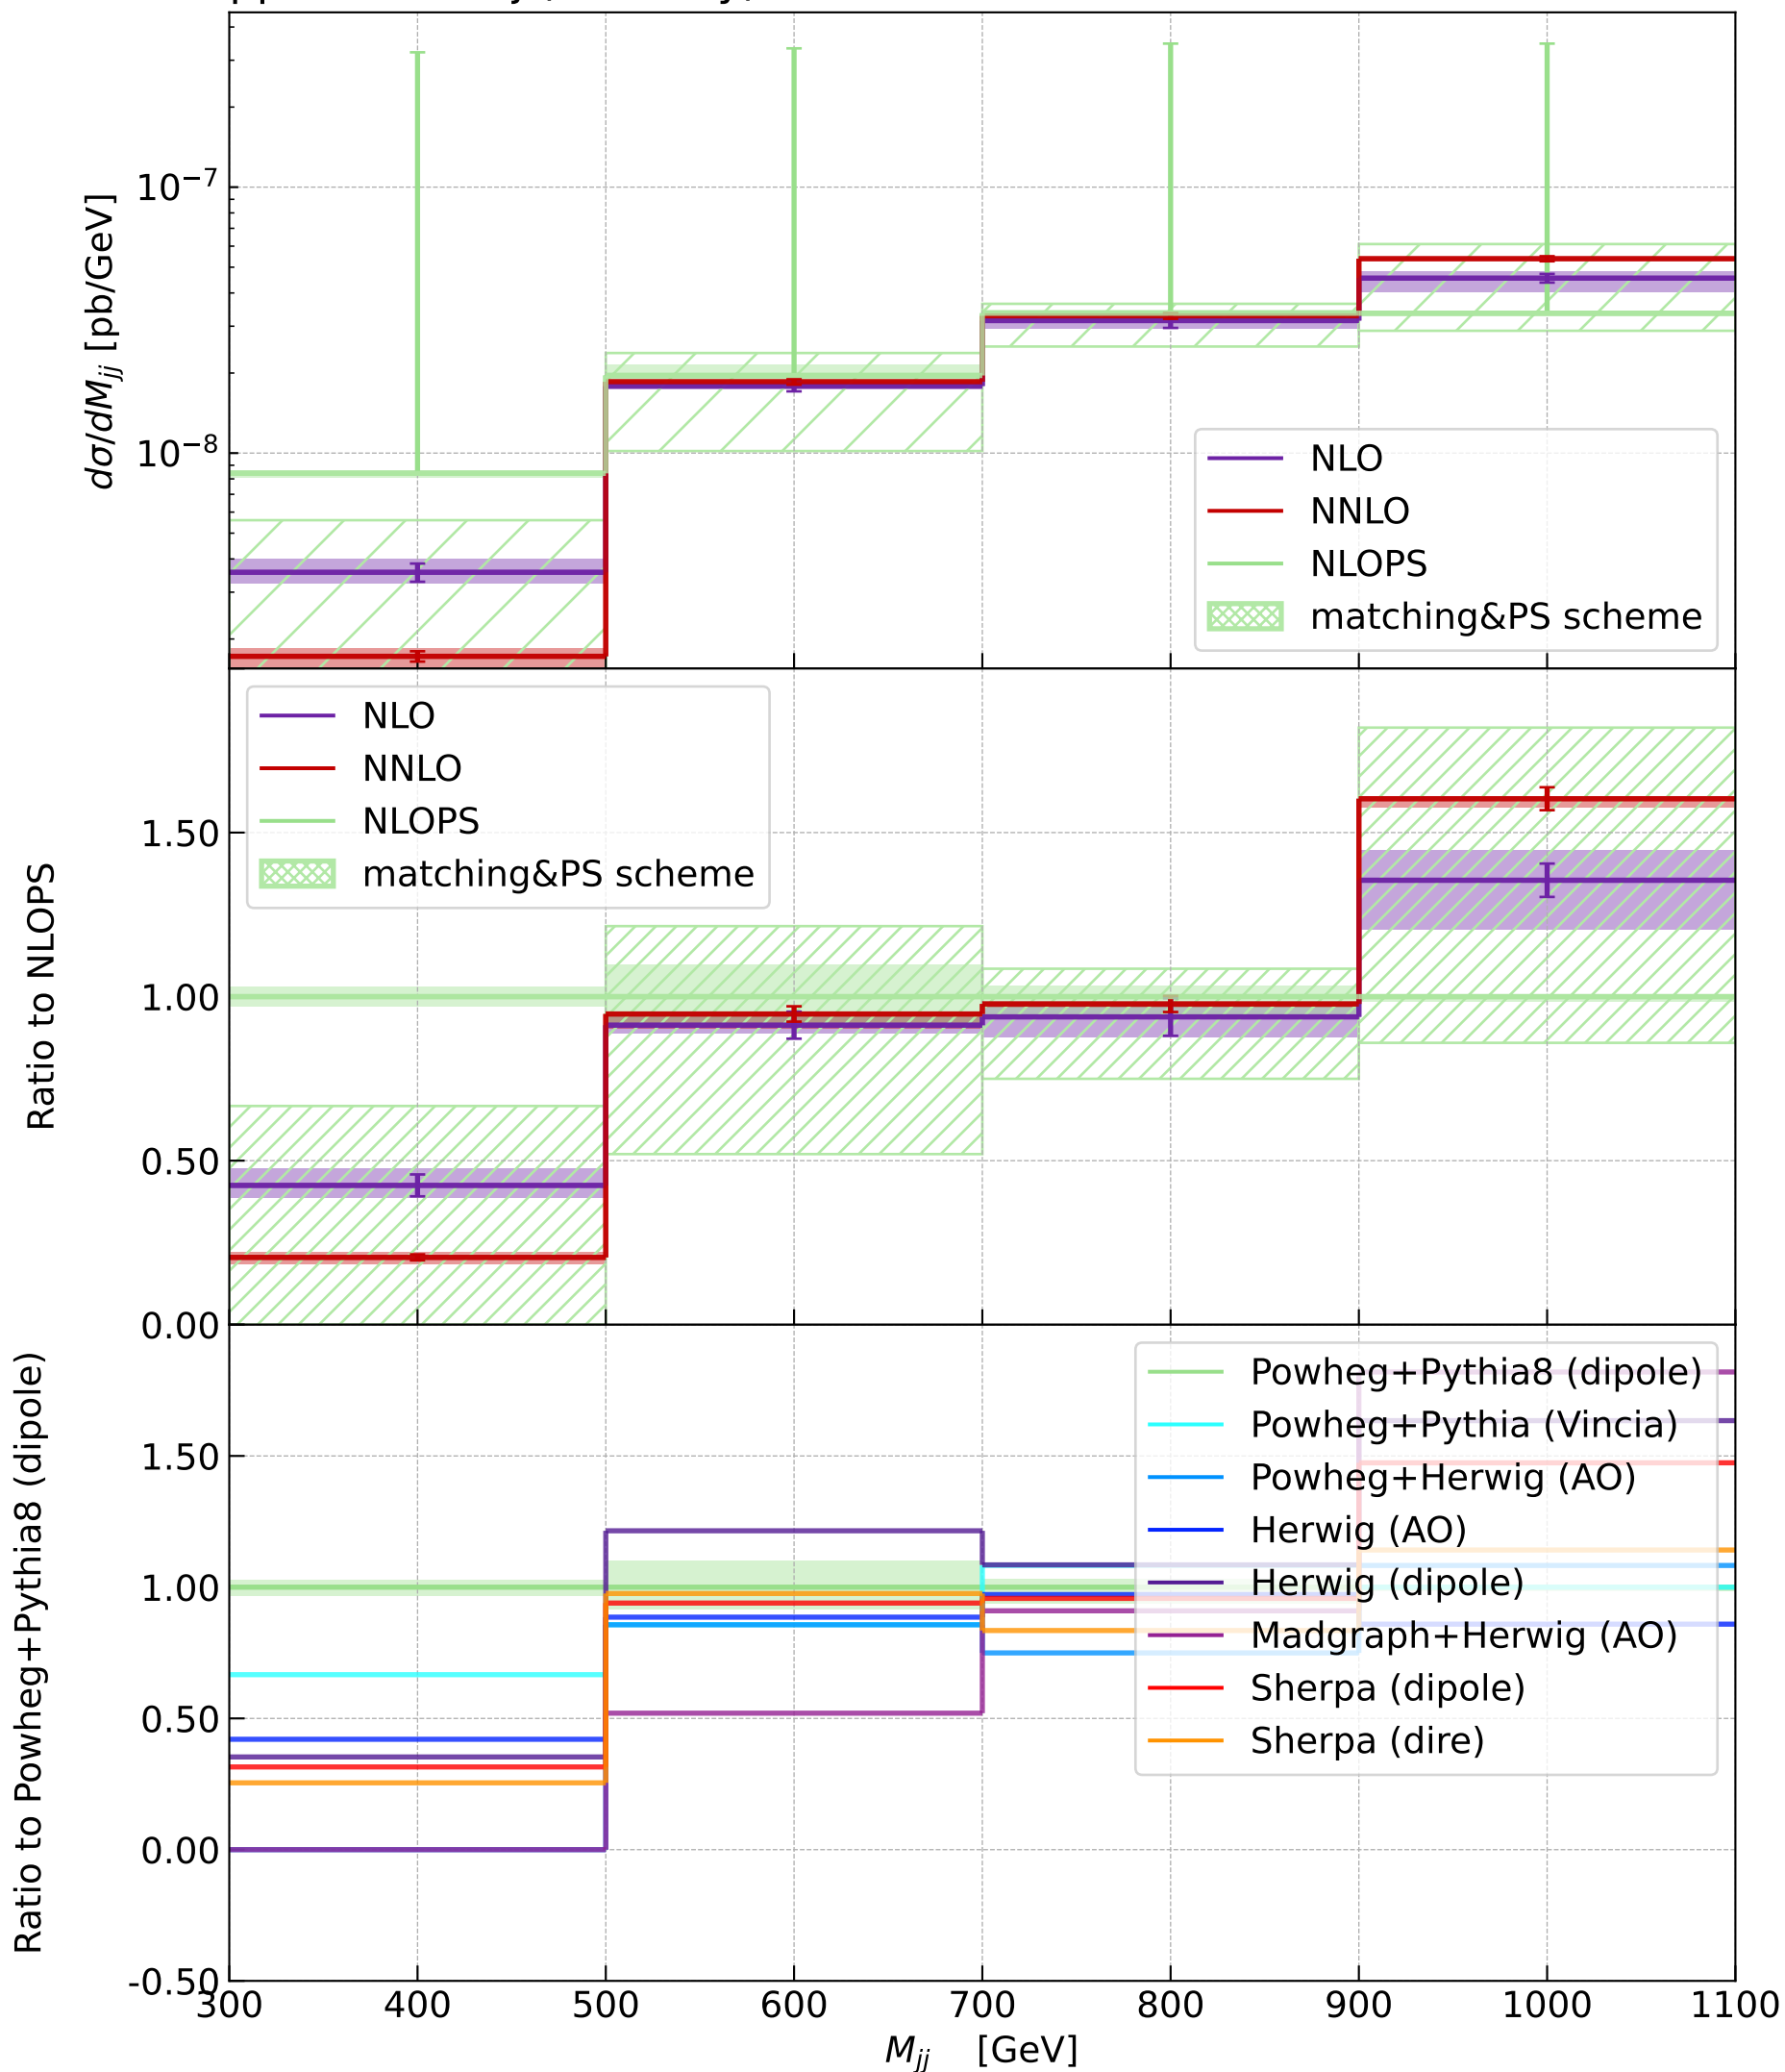 dσ/dM_jj [pb/GeV]
10⁻⁷
10⁻⁸
NLO
NNLO
NLOPS
matching&PS scheme
Ratio to NLOPS
1.50
1.00
0.50
0.00
NLO
NNLO
NLOPS
matching&PS scheme
Ratio to Powheg+Pythia8 (dipole)
1.50
1.00
0.50
0.00
-0.50
Powheg+Pythia8 (dipole)
Powheg+Pythia (Vincia)
Powheg+Herwig (AO)
Herwig (AO)
Herwig (dipole)
Madgraph+Herwig (AO)
Sherpa (dipole)
Sherpa (dire)
300 400 500 600 700 800 900 1000 1100
M_jj [GeV]